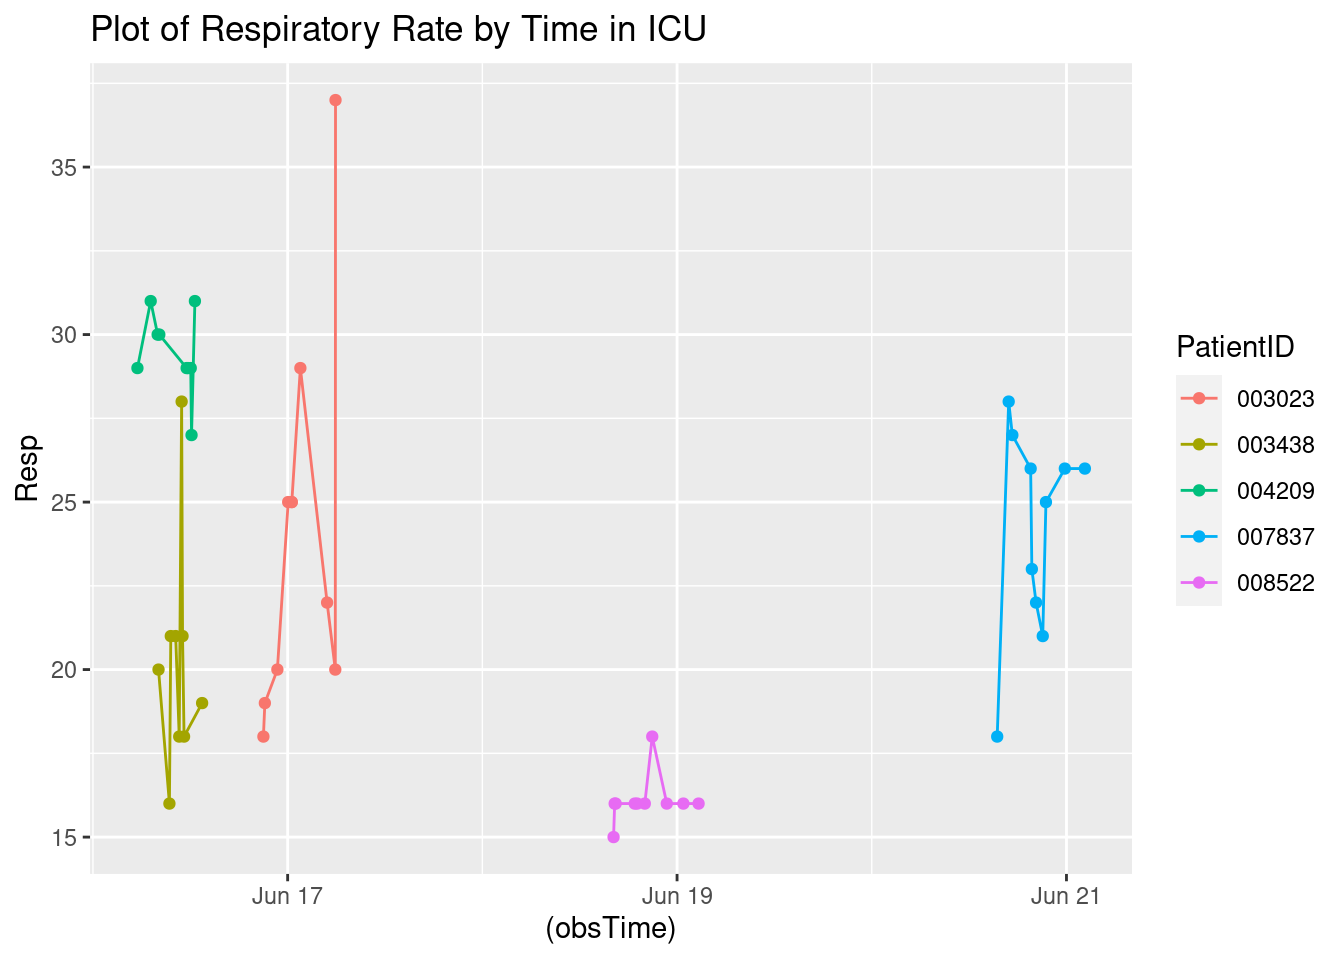 Plot of Respiratory Rate by Time in ICU
35
30
25
20
15
Resp
Jun 17
Jun 19
Jun 21
(obsTime)
PatientID
003023
003438
004209
007837
008522